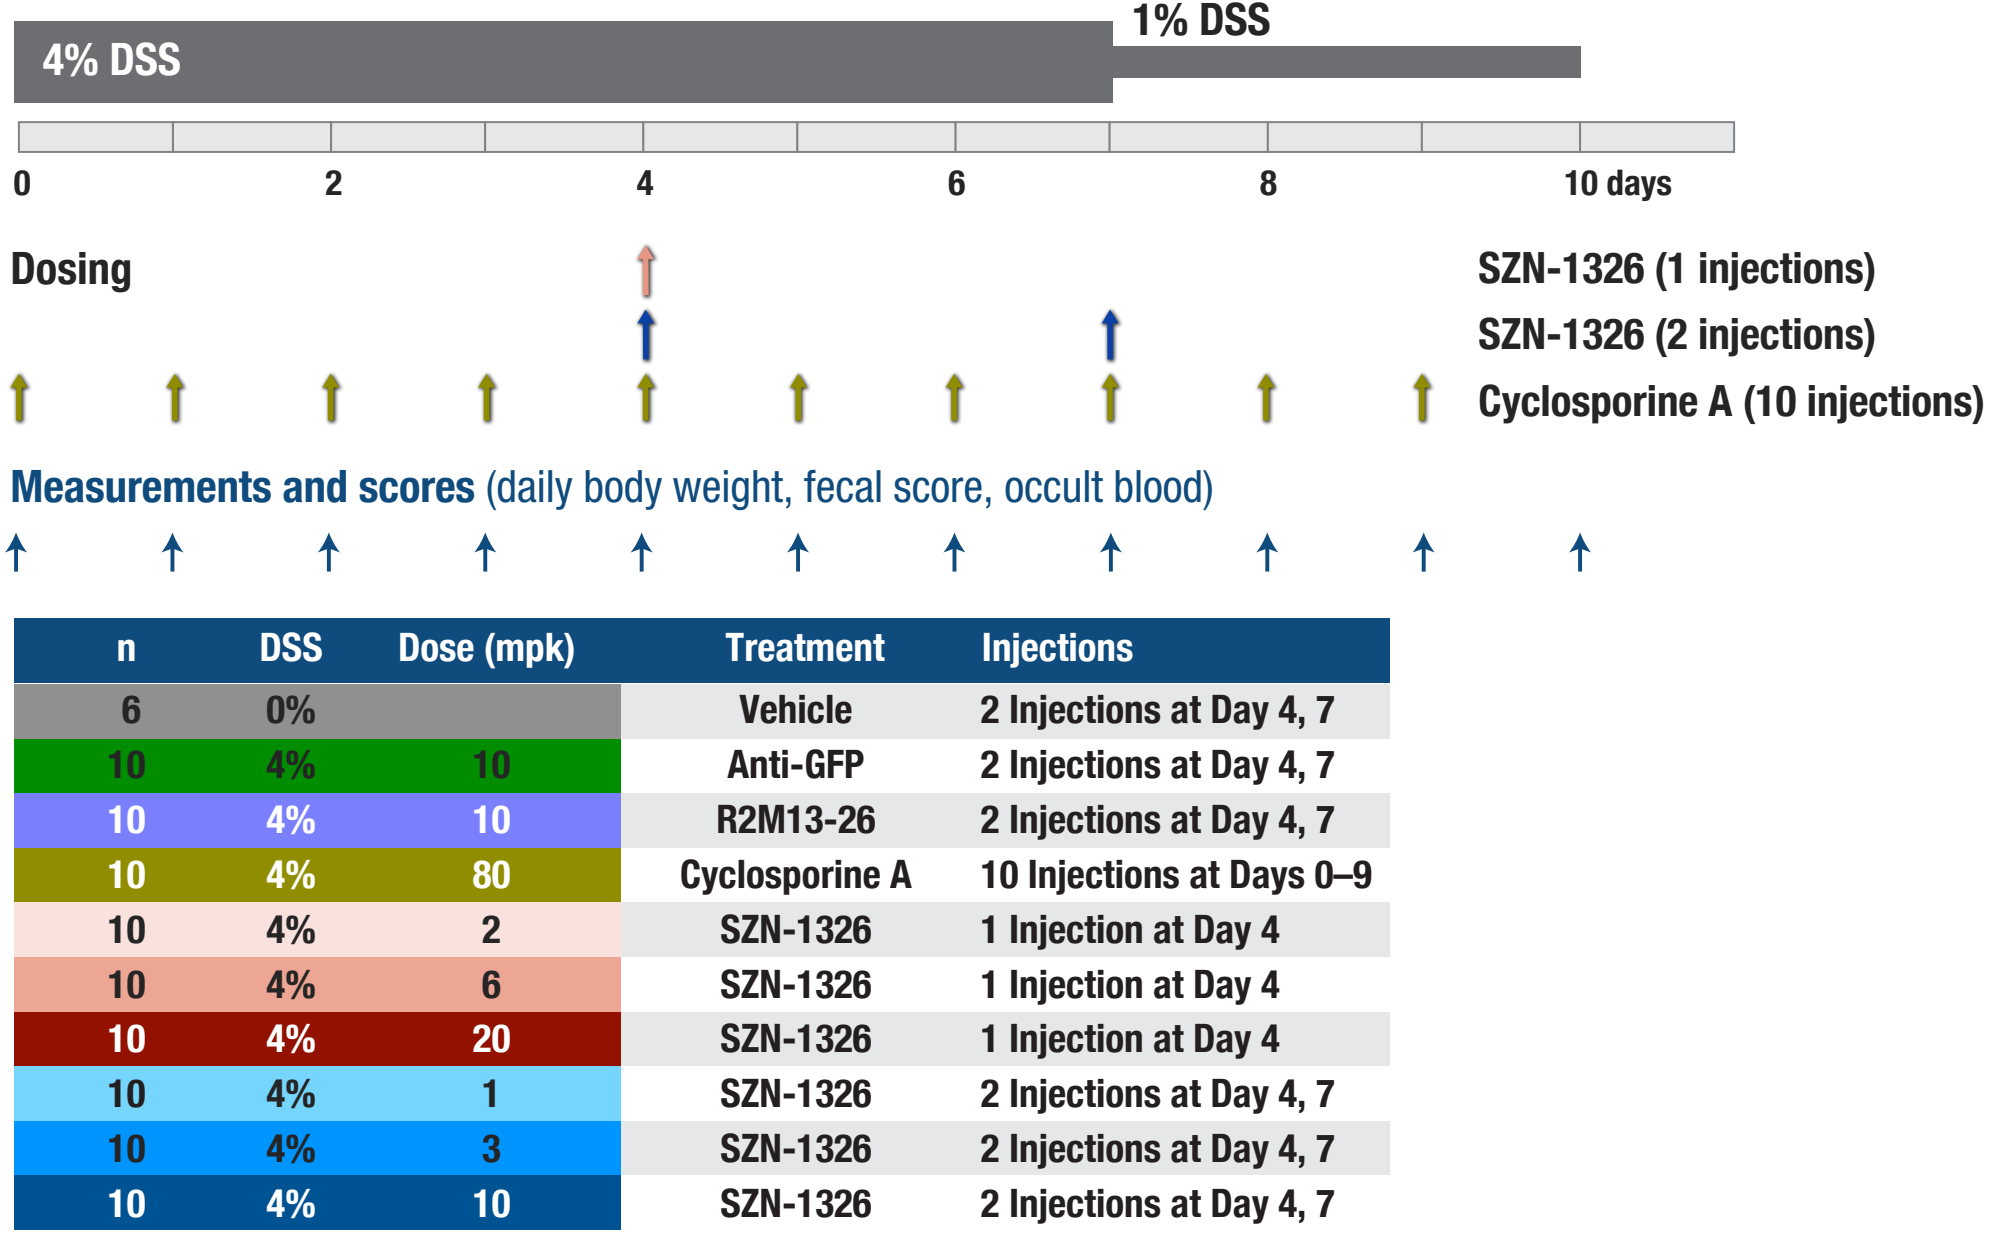 1% DSS
4% DSS
0 2 4 6 8 10 days
Dosing
SZN-1326 (1 injections)
SZN-1326 (2 injections)
Cyclosporine A (10 injections)
Measurements and scores (daily body weight, fecal score, occult blood)
n DSS Dose (mpk) Treatment Injections
6 0% Vehicle 2 Injections at Day 4, 7
10 4% 10 Anti-GFP 2 Injections at Day 4, 7
10 4% 10 R2M13-26 2 Injections at Day 4, 7
10 4% 80 Cyclosporine A 10 Injections at Days 0–9
10 4% 2 SZN-1326 1 Injection at Day 4
10 4% 6 SZN-1326 1 Injection at Day 4
10 4% 20 SZN-1326 1 Injection at Day 4
10 4% 1 SZN-1326 2 Injections at Day 4, 7
10 4% 3 SZN-1326 2 Injections at Day 4, 7
10 4% 10 SZN-1326 2 Injections at Day 4, 7